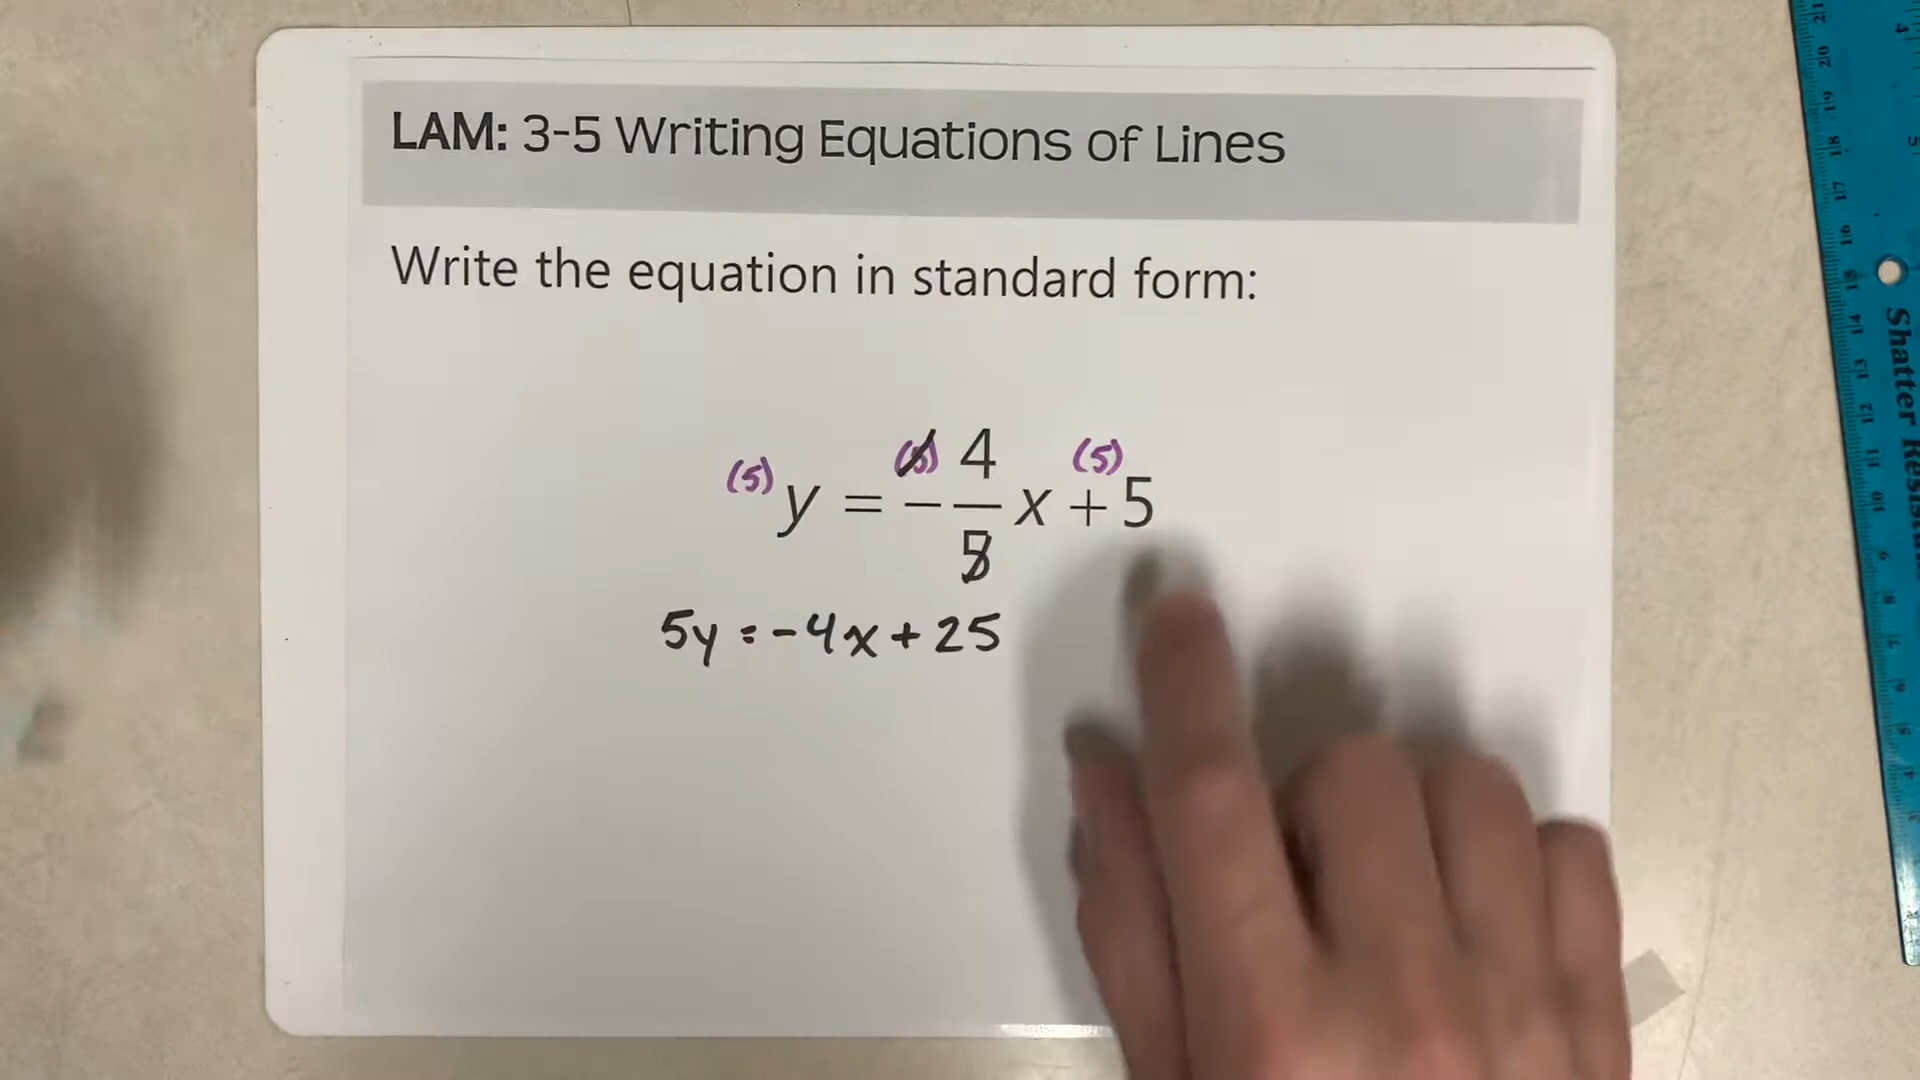 LAM: 3-5 Writing Equations of Lines
Write the equation in standard form:
(5) y = - (5) 4/5 x + (5) 5
5y = -4x + 25
Shatter